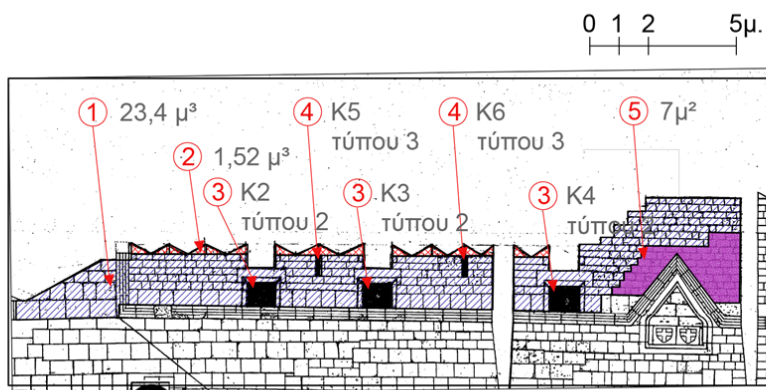 0 1 2 5μ.
1 23,4 μ³
4 K5
τύπου 3
4 K6
τύπου 3
5 7μ²
2 1,52 μ³
3 K2
τύπου 2
3 K3
τύπου 2
3 K4
τύπου